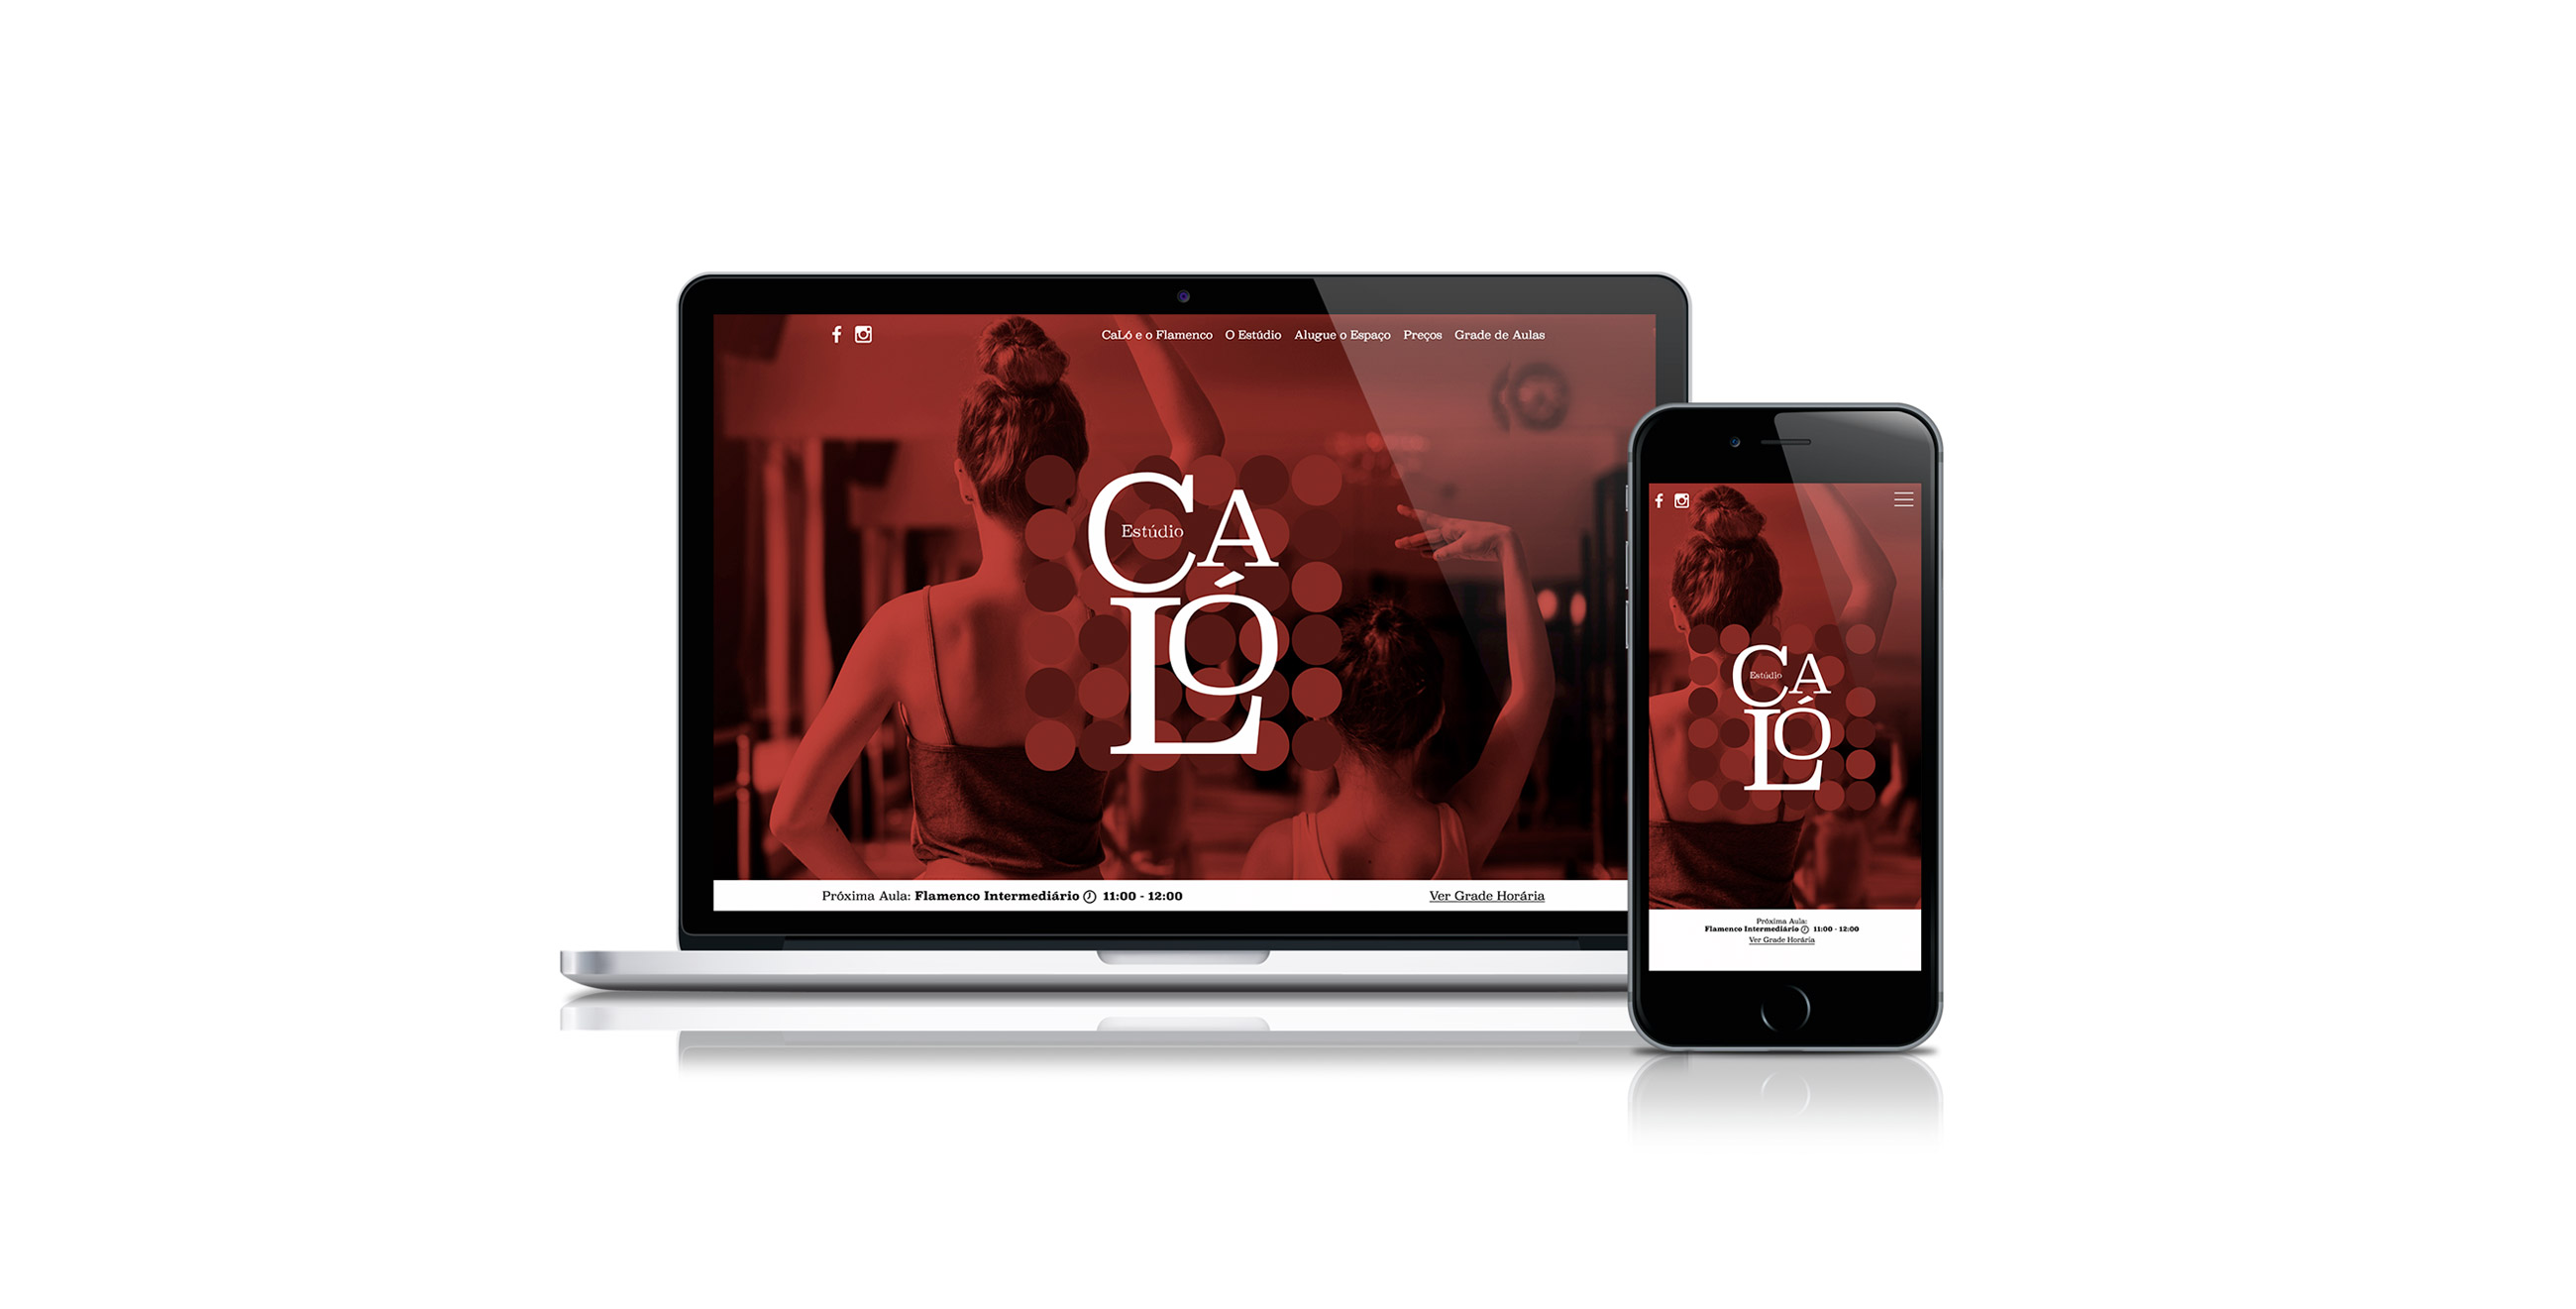 CaLó e o Flamenco O Estúdio Alugue o Espaço Preços Grade de Aulas
Estúdio
CA
LÓ
Próxima Aula: Flamenco Intermediário 11:00 - 12:00 Ver Grade Horária
Estúdio
CA
LÓ
Próxima Aula:
Flamenco Intermediário 11:00 - 12:00
Ver Grade Horária